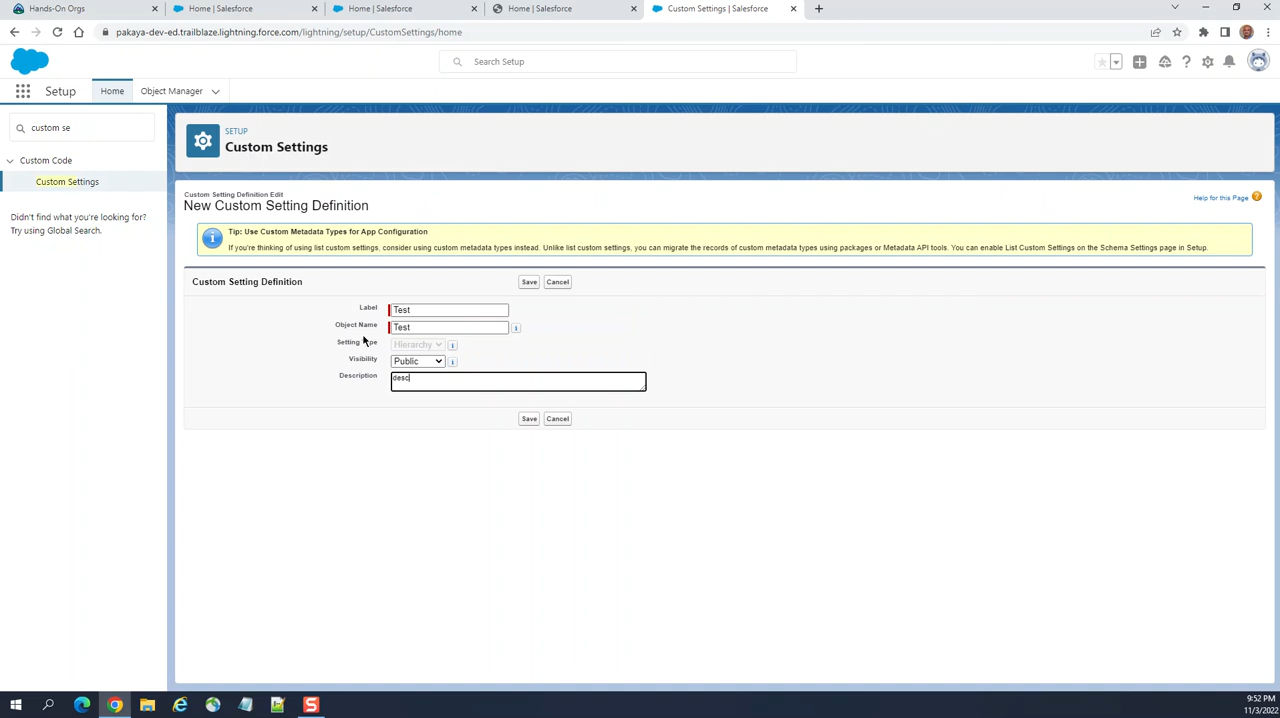 Hands-On Orgs
Home | Salesforce
Home | Salesforce
Home | Salesforce
Custom Settings | Salesforce
pakaya-dev-ed.trailblaze.lightning.force.com/lightning/setup/CustomSettings/home
Search Setup
Setup
Home
Object Manager
custom se
Custom Code
Custom Settings
Didn't find what you're looking for?
Try using Global Search.
SETUP
Custom Settings
Custom Setting Definition Edit
New Custom Setting Definition
Help for this Page
Tip: Use Custom Metadata Types for App Configuration
If you're thinking of using list custom settings, consider using custom metadata types instead. Unlike list custom settings, you can migrate the records of custom metadata types using packages or Metadata API tools. You can enable List Custom Settings on the Schema Settings page in Setup.
Custom Setting Definition
Save
Cancel
Label
Test
Object Name
Test
Setting Type
Hierarchy
Visibility
Public
Description
desc
Save
Cancel
9:52 PM
11/3/2022